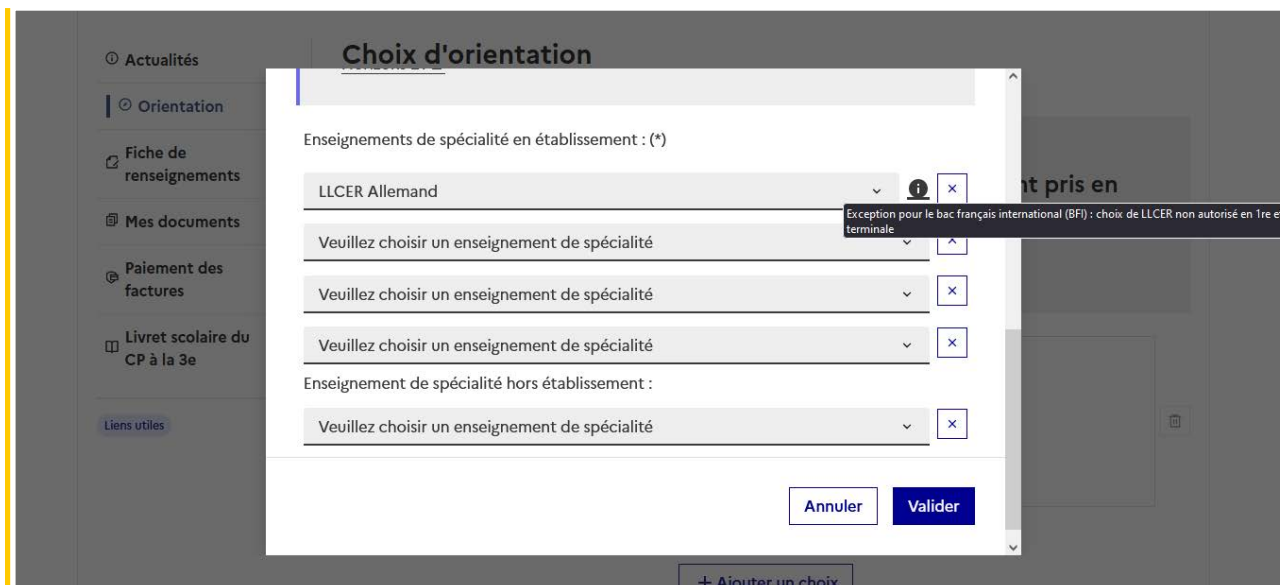 Actualités
Choix d'orientation
Orientation
Enseignements de spécialité en établissement : (*)
Fiche de
renseignements
LLCER Allemand
nt pris en
Exception pour le bac français international (BFI) : choix de LLCER non autorisé en 1re et
terminale
Mes documents
Veuillez choisir un enseignement de spécialité
Paiement des
factures
Veuillez choisir un enseignement de spécialité
Livret scolaire du
CP à la 3e
Veuillez choisir un enseignement de spécialité
Enseignement de spécialité hors établissement :
Liens utiles
Veuillez choisir un enseignement de spécialité
Annuler
Valider
+ Ajouter un choix